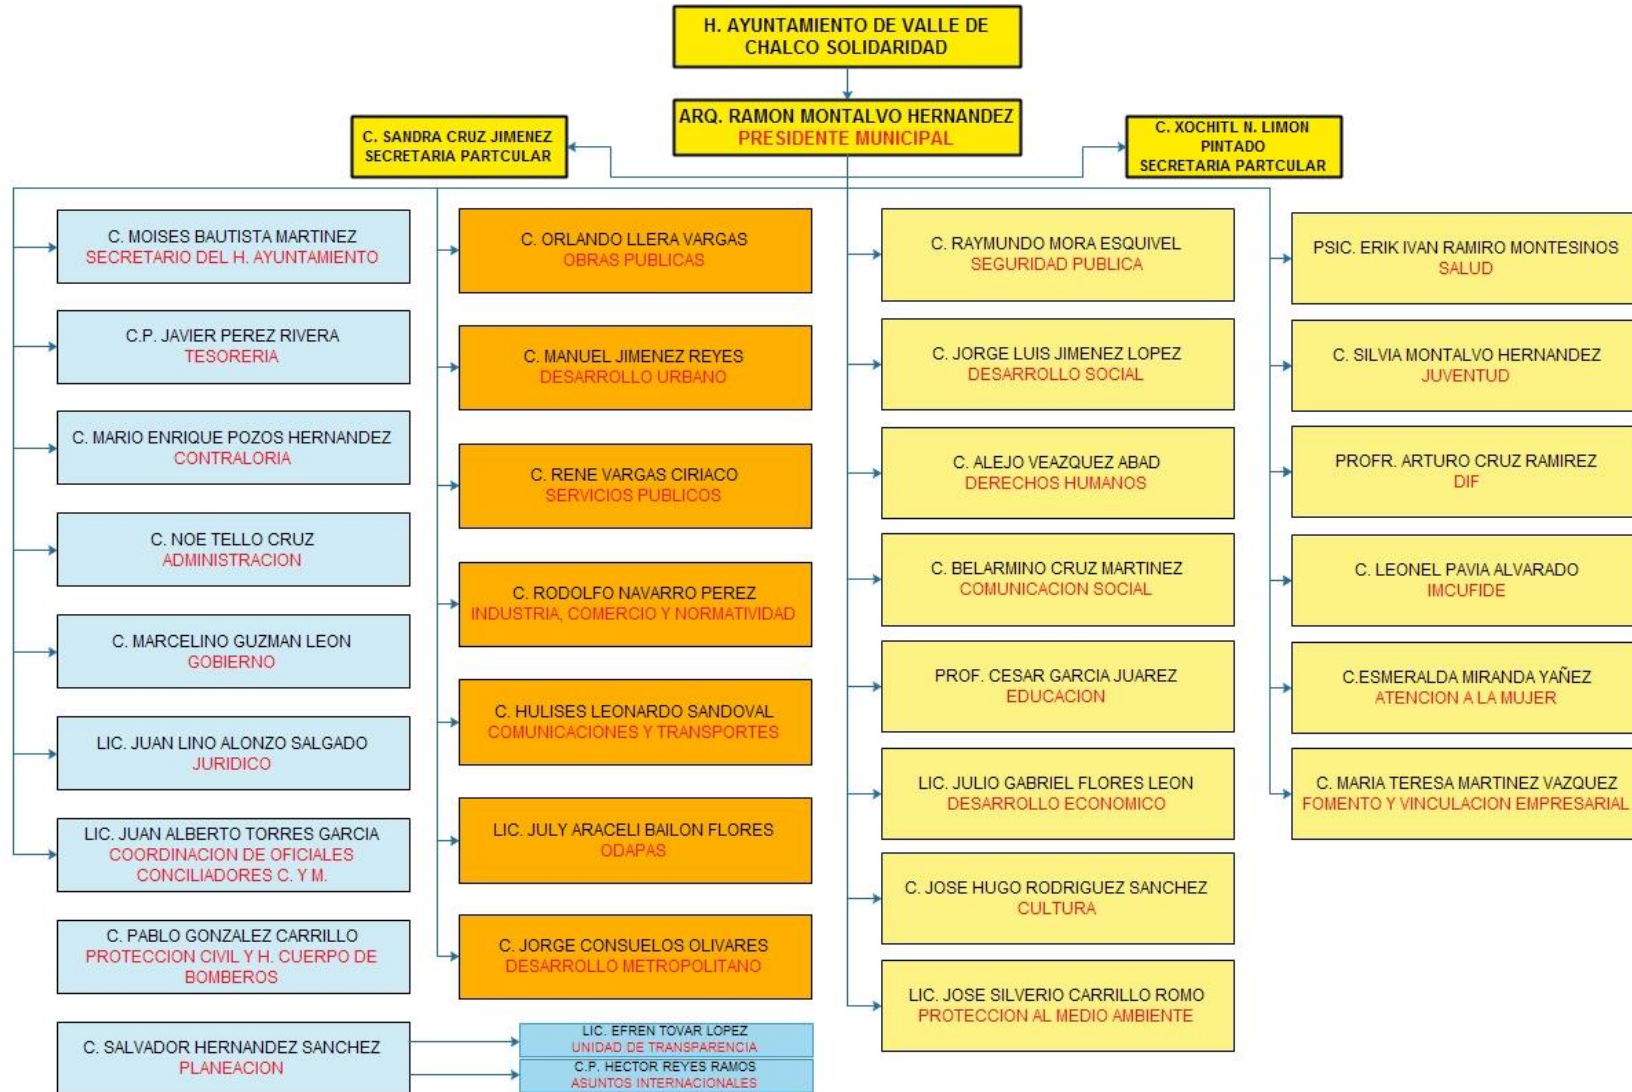 H. AYUNTAMIENTO DE VALLE DE
CHALCO SOLIDARIDAD
ARQ. RAMON MONTALVO HERNANDEZ
PRESIDENTE MUNICIPAL
C. SANDRA CRUZ JIMENEZ
SECRETARIA PARTCULAR
C. XOCHITL N. LIMON
PINTADO
SECRETARIA PARTCULAR
C. MOISES BAUTISTA MARTINEZ
SECRETARIO DEL H. AYUNTAMIENTO
C.P. JAVIER PEREZ RIVERA
TESORERIA
C. MARIO ENRIQUE POZOS HERNANDEZ
CONTRALORIA
C. NOE TELLO CRUZ
ADMINISTRACION
C. MARCELINO GUZMAN LEON
GOBIERNO
LIC. JUAN LINO ALONZO SALGADO
JURIDICO
LIC. JUAN ALBERTO TORRES GARCIA
COORDINACION DE OFICIALES
CONCILIADORES C. Y M.
C. PABLO GONZALEZ CARRILLO
PROTECCION CIVIL Y H. CUERPO DE
BOMBEROS
C. SALVADOR HERNANDEZ SANCHEZ
PLANEACION
LIC. EFREN TOVAR LOPEZ
UNIDAD DE TRANSPARENCIA
C.P. HECTOR REYES RAMOS
ASUNTOS INTERNACIONALES
C. ORLANDO LLERA VARGAS
OBRAS PUBLICAS
C. MANUEL JIMENEZ REYES
DESARROLLO URBANO
C. RENE VARGAS CIRIACO
SERVICIOS PUBLICOS
C. RODOLFO NAVARRO PEREZ
INDUSTRIA, COMERCIO Y NORMATIVIDAD
C. HULISES LEONARDO SANDOVAL
COMUNICACIONES Y TRANSPORTES
LIC. JULY ARACELI BAILON FLORES
ODAPAS
C. JORGE CONSUELOS OLIVARES
DESARROLLO METROPOLITANO
C. RAYMUNDO MORA ESQUIVEL
SEGURIDAD PUBLICA
C. JORGE LUIS JIMENEZ LOPEZ
DESARROLLO SOCIAL
C. ALEJO VEAZQUEZ ABAD
DERECHOS HUMANOS
C. BELARMINO CRUZ MARTINEZ
COMUNICACION SOCIAL
PROF. CESAR GARCIA JUAREZ
EDUCACION
LIC. JULIO GABRIEL FLORES LEON
DESARROLLO ECONOMICO
C. JOSE HUGO RODRIGUEZ SANCHEZ
CULTURA
LIC. JOSE SILVERIO CARRILLO ROMO
PROTECCION AL MEDIO AMBIENTE
PSIC. ERIK IVAN RAMIRO MONTESINOS
SALUD
C. SILVIA MONTALVO HERNANDEZ
JUVENTUD
PROFR. ARTURO CRUZ RAMIREZ
DIF
C. LEONEL PAVIA ALVARADO
IMCUFIDE
C.ESMERALDA MIRANDA YAÑEZ
ATENCION A LA MUJER
C. MARIA TERESA MARTINEZ VAZQUEZ
FOMENTO Y VINCULACION EMPRESARIAL